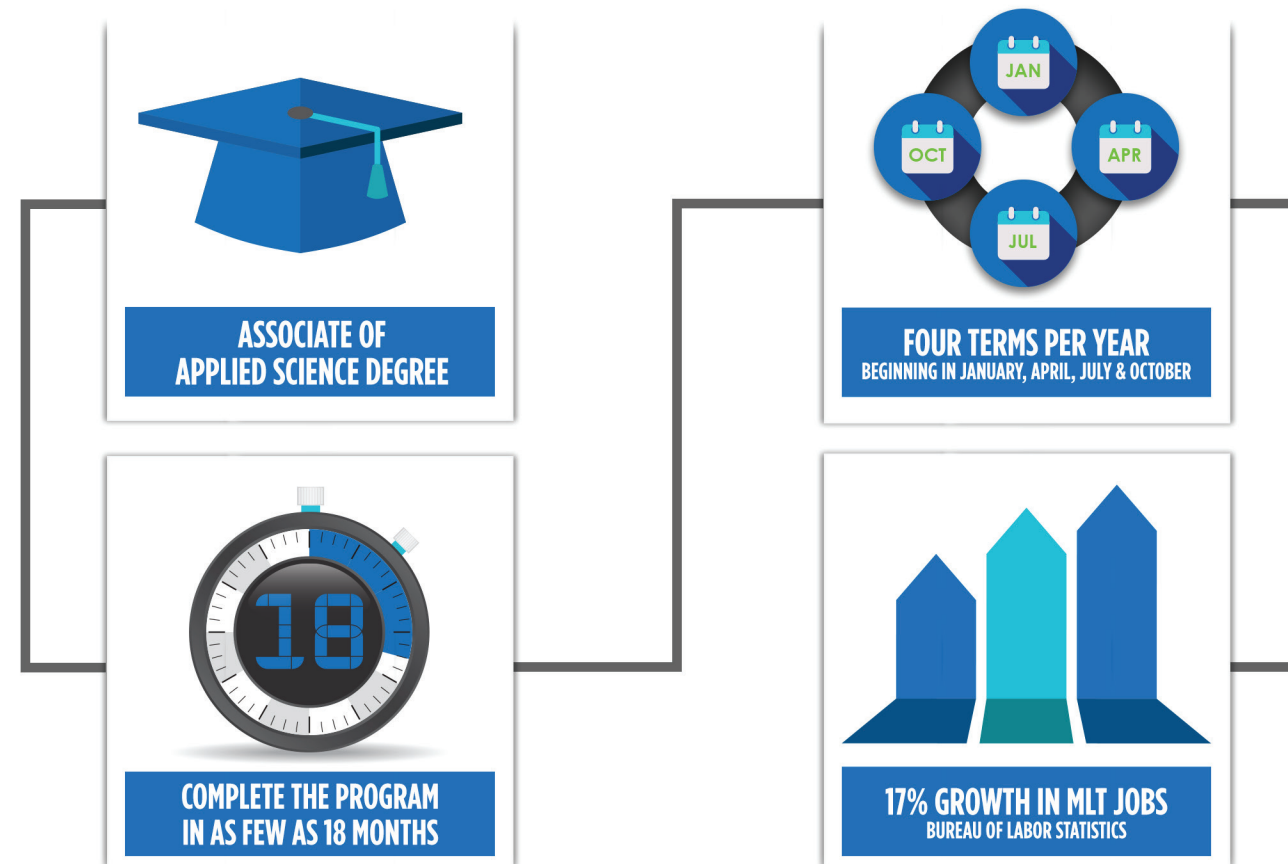 ASSOCIATE OF
APPLIED SCIENCE DEGREE
18
COMPLETE THE PROGRAM
IN AS FEW AS 18 MONTHS
JAN
OCT
APR
JUL
FOUR TERMS PER YEAR
BEGINNING IN JANUARY, APRIL, JULY & OCTOBER
17% GROWTH IN MLT JOBS
BUREAU OF LABOR STATISTICS